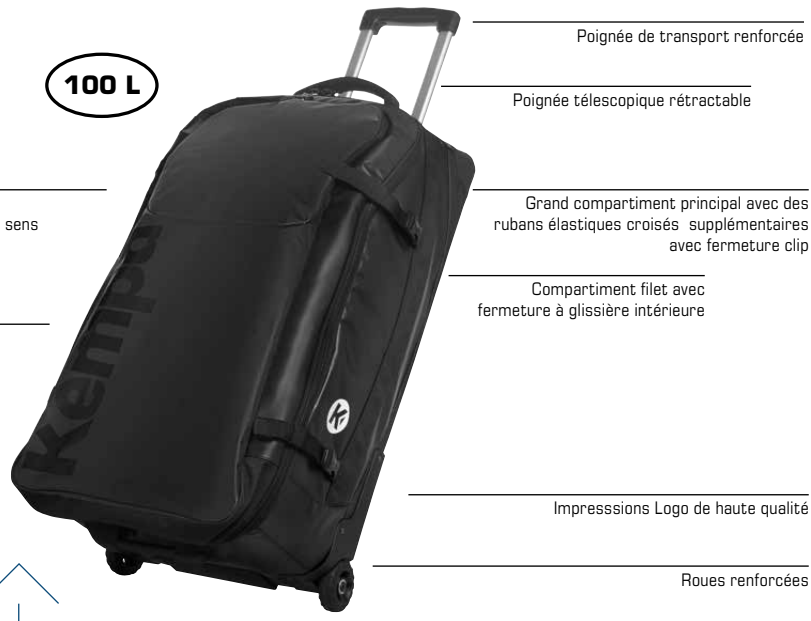 Poignée de transport renforcée
100 L
Poignée télescopique rétractable
Grand compartiment principal avec des
rubans élastiques croisés supplémentaires
avec fermeture clip
sens
Compartiment filet avec
fermeture à glissière intérieure
Kempa
K
Impresssions Logo de haute qualité
Roues renforcées